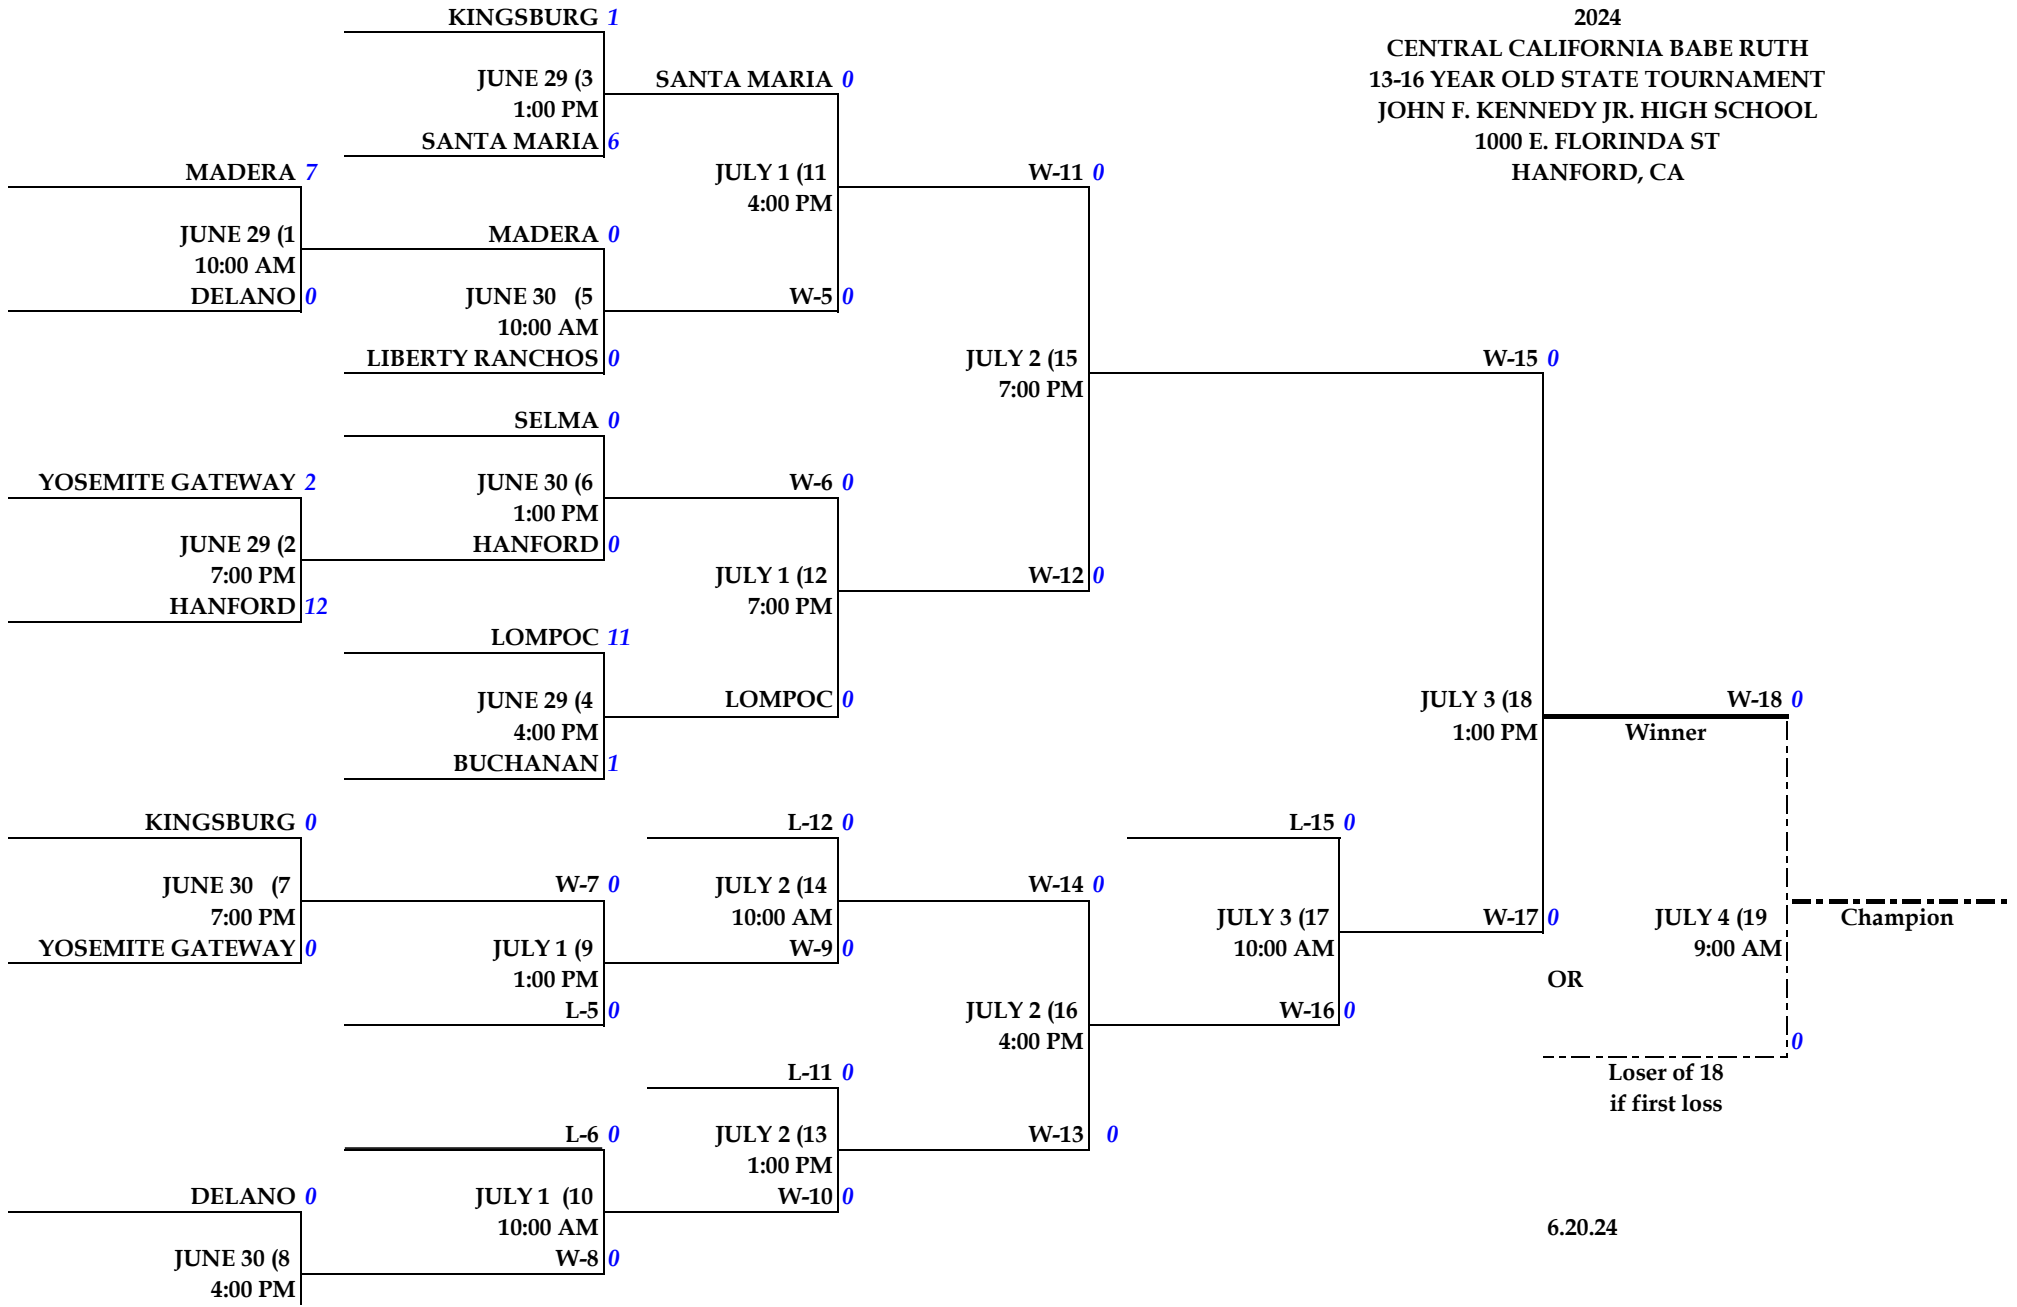 KINGSBURG 1
2024
CENTRAL CALIFORNIA BABE RUTH
13-16 YEAR OLD STATE TOURNAMENT
JOHN F. KENNEDY JR. HIGH SCHOOL
1000 E. FLORINDA ST
HANFORD, CA
JUNE 29 (3
1:00 PM
SANTA MARIA 0
SANTA MARIA 6
MADERA 7
JULY 1 (11
4:00 PM
W-11 0
JUNE 29 (1
10:00 AM
MADERA 0
DELANO 0
JUNE 30 (5
10:00 AM
W-5 0
LIBERTY RANCHOS 0
JULY 2 (15
7:00 PM
W-15 0
SELMA 0
YOSEMITE GATEWAY 2
JUNE 30 (6
1:00 PM
W-6 0
JUNE 29 (2
7:00 PM
HANFORD 0
HANFORD 12
JULY 1 (12
7:00 PM
W-12 0
LOMPOC 11
JUNE 29 (4
4:00 PM
LOMPOC 0
JULY 3 (18
1:00 PM
W-18 0
Winner
BUCHANAN 1
KINGSBURG 0
L-12 0
L-15 0
JUNE 30 (7
7:00 PM
W-7 0
JULY 2 (14
10:00 AM
W-14 0
JULY 3 (17
10:00 AM
W-17 0
JULY 4 (19
9:00 AM
Champion
YOSEMITE GATEWAY 0
JULY 1 (9
1:00 PM
W-9 0
OR
L-5 0
JULY 2 (16
4:00 PM
W-16 0
0
L-11 0
Loser of 18
if first loss
L-6 0
JULY 2 (13
1:00 PM
W-13 0
DELANO 0
JULY 1 (10
10:00 AM
W-10 0
6.20.24
JUNE 30 (8
4:00 PM
W-8 0